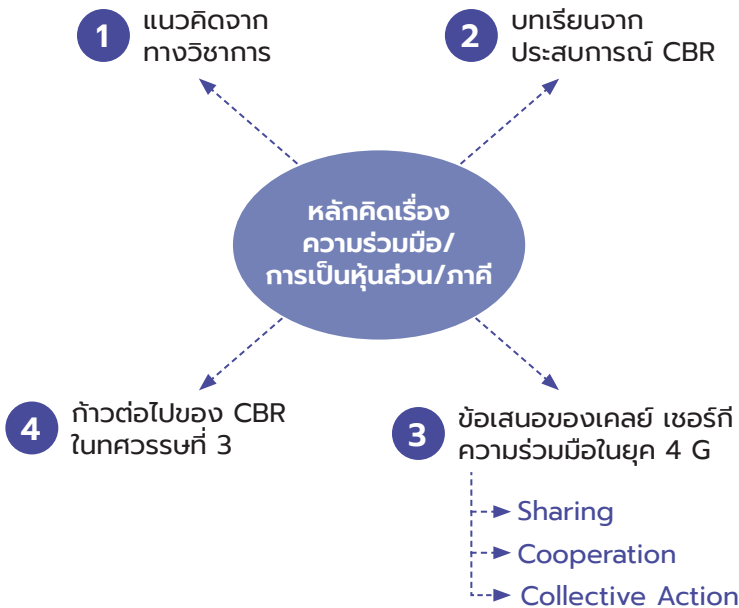 1
แนวคิดจาก
ทางวิชาการ
2
บทเรียนจาก
ประสบการณ์ CBR
หลักคิดเรื่อง
ความร่วมมือ/
การเป็นหุ้นส่วน/ภาคี
4
ก้าวต่อไปของ CBR
ในทศวรรษที่ 3
3
ข้อเสนอของเคลย์ เชอร์กี
ความร่วมมือในยุค 4 G
Sharing
Cooperation
Collective Action